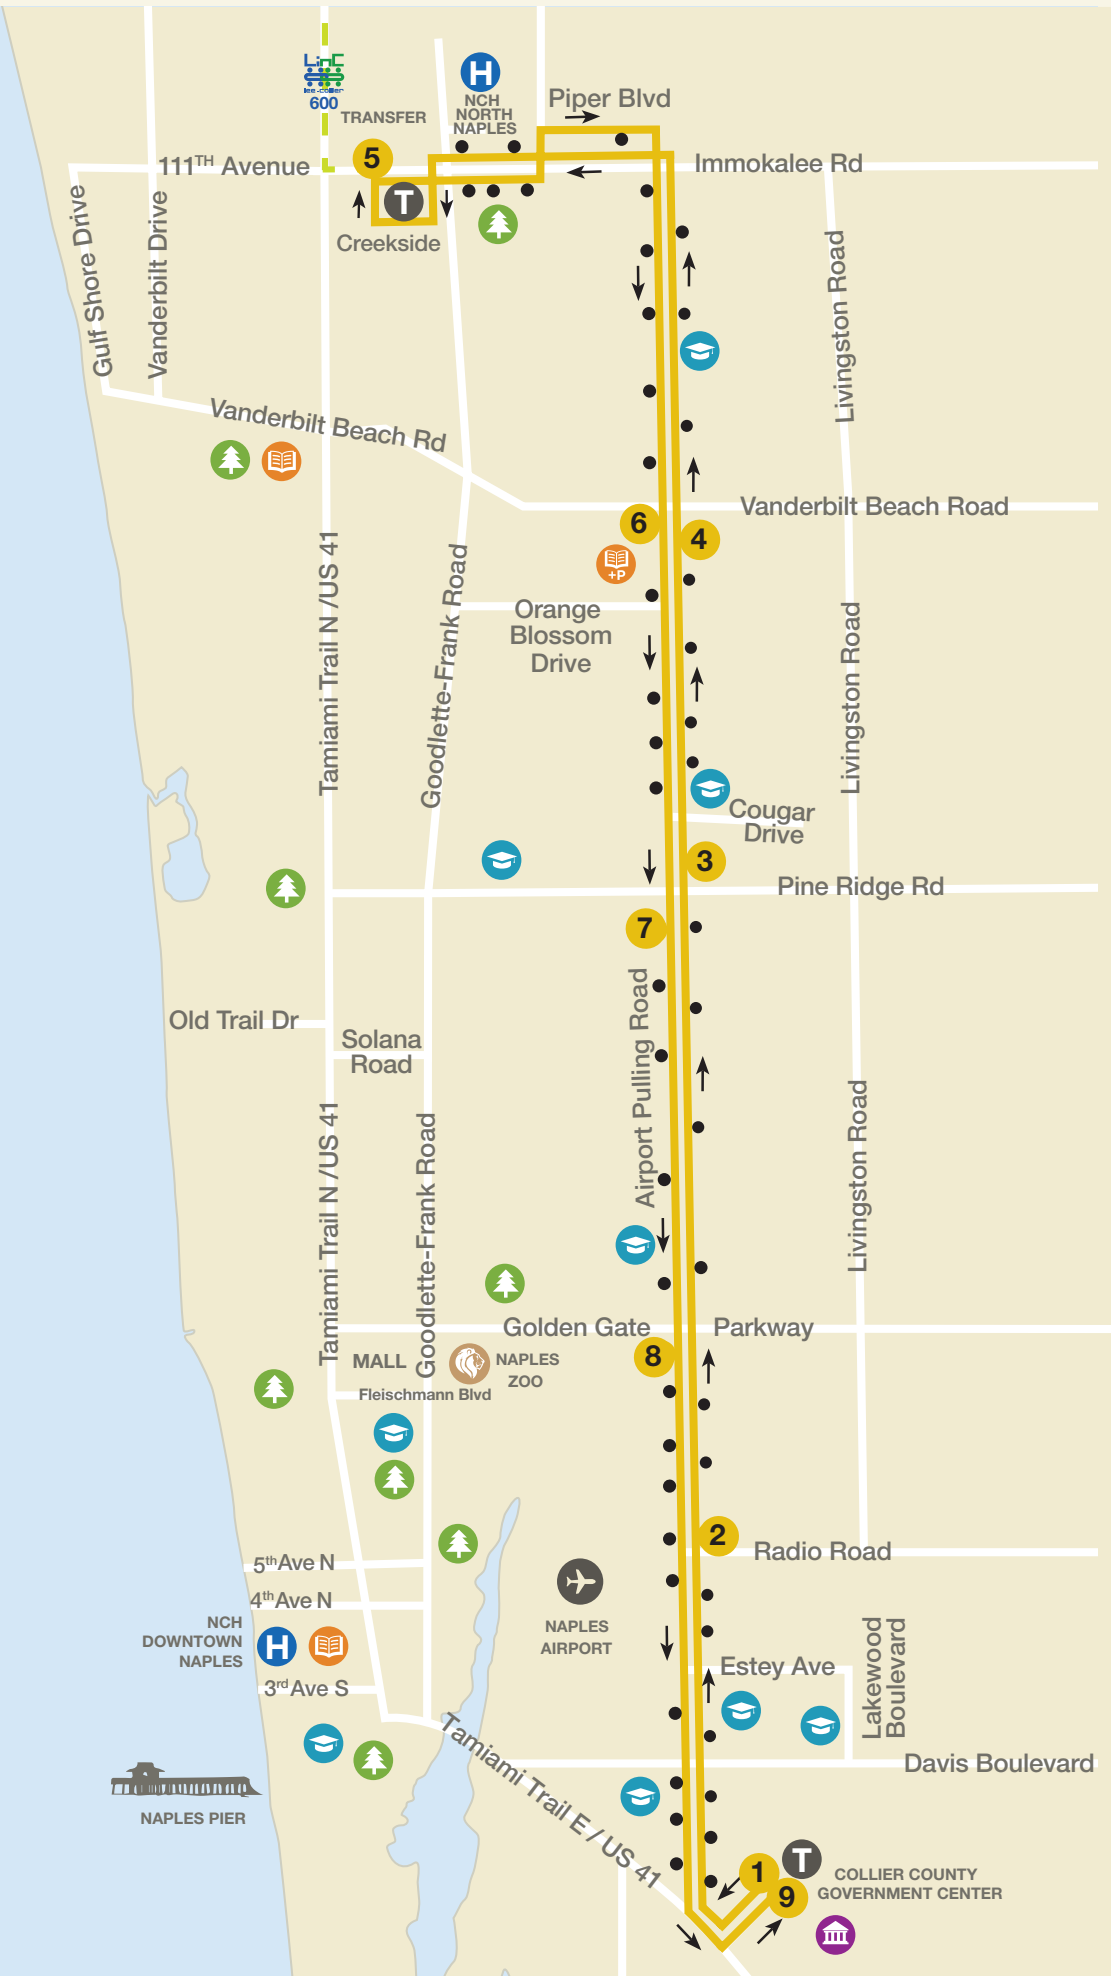 LinC
lee-collier
600
TRANSFER
H
NCH
NORTH
NAPLES
Piper Blvd
5
111TH Avenue
Immokalee Rd
T
Creekside
Gulf Shore Drive
Vanderbilt Drive
Livingston Road
Vanderbilt Beach Rd
Vanderbilt Beach Road
6
4
+P
Tamiami Trail N /US 41
Goodlette-Frank Road
Orange
Blossom
Drive
Livingston Road
Cougar
Drive
3
Pine Ridge Rd
7
Old Trail Dr
Solana
Road
Airport Pulling Road
Tamiami Trail N /US 41
Goodlette-Frank Road
Livingston Road
Golden Gate
Parkway
8
MALL
NAPLES
ZOO
Fleischmann Blvd
2
Radio Road
5th Ave N
4th Ave N
NCH
DOWNTOWN
NAPLES
H
NAPLES
AIRPORT
3rd Ave S
Estey Ave
Lakewood
Boulevard
Tamiami Trail E / US 41
Davis Boulevard
NAPLES PIER
1
T
9
COLLIER COUNTY
GOVERNMENT CENTER